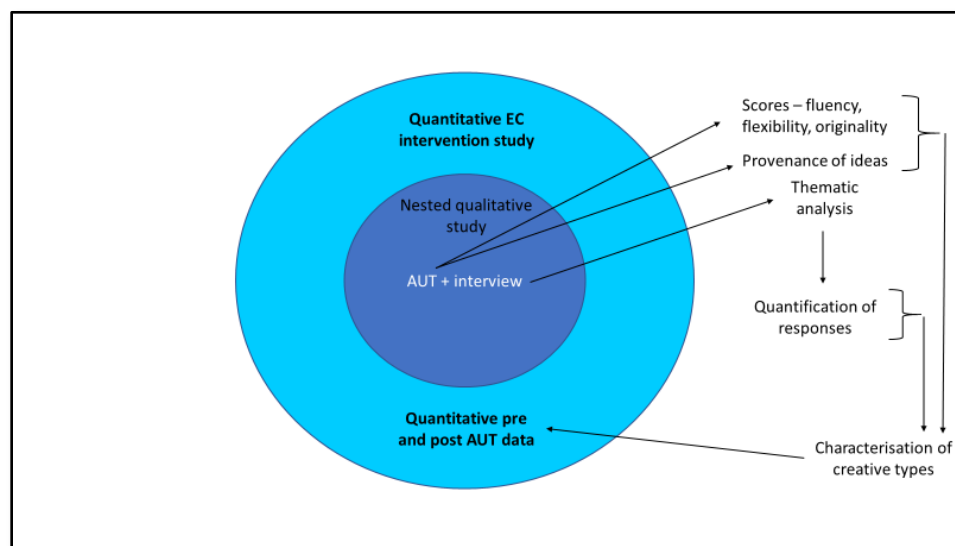 Quantitative EC
intervention study
Nested qualitative
study
AUT + interview
Quantitative pre
and post AUT data
Scores – fluency,
flexibility, originality
Provenance of ideas
Thematic
analysis
Quantification of
responses
Characterisation of
creative types